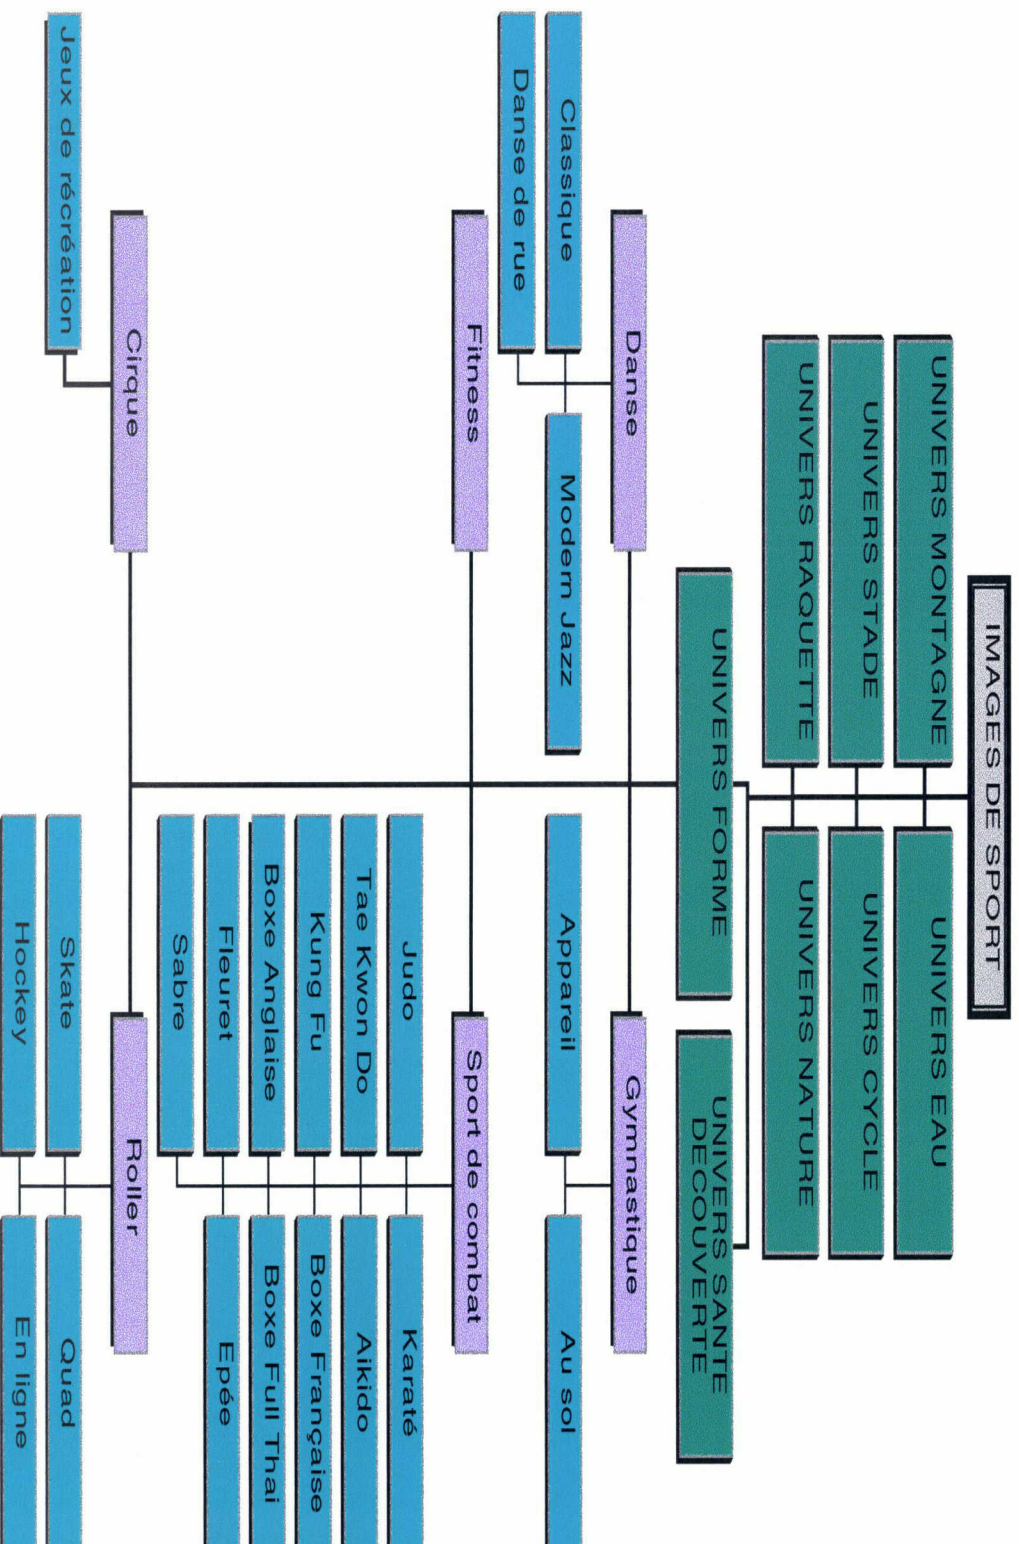 IMAGES DE SPORT
UNIVERS MONTAGNE
UNIVERS EAU
UNIVERS STADE
UNIVERS CYCLE
UNIVERS RAQUETTE
UNIVERS NATURE
UNIVERS FORME
UNIVERS SANTE
DECOUVERTE
Danse
Gymnastique
Classique
Modern Jazz
Appareil
Au sol
Danse de rue
Fitness
Sport de combat
Judo
Karaté
Tae Kwon Do
Aikido
Kung Fu
Boxe Française
Boxe Anglaise
Boxe Full Thai
Fleuret
Epée
Sabre
Cirque
Roller
Jeux de récréation
Skate
Quad
Hockey
En ligne